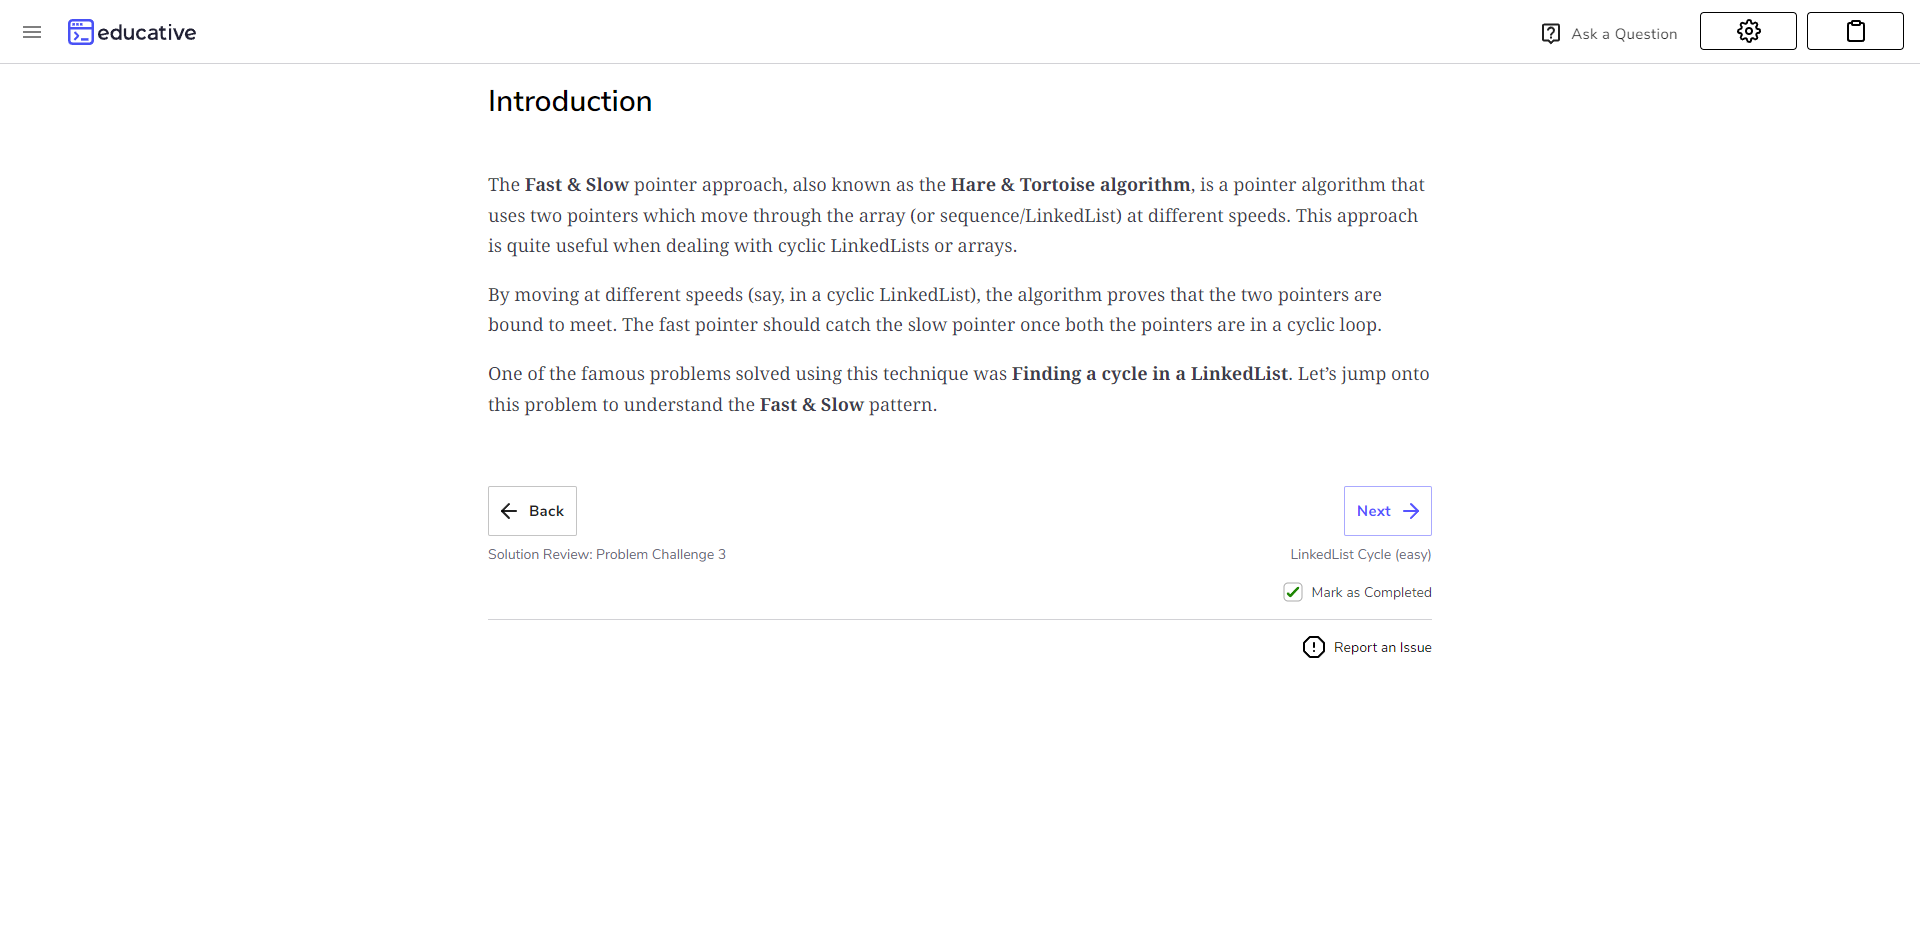 educative
Ask a Question
Introduction
The Fast & Slow pointer approach, also known as the Hare & Tortoise algorithm, is a pointer algorithm that
uses two pointers which move through the array (or sequence/LinkedList) at different speeds. This approach
is quite useful when dealing with cyclic LinkedLists or arrays.
By moving at different speeds (say, in a cyclic LinkedList), the algorithm proves that the two pointers are
bound to meet. The fast pointer should catch the slow pointer once both the pointers are in a cyclic loop.
One of the famous problems solved using this technique was Finding a cycle in a LinkedList. Let’s jump onto
this problem to understand the Fast & Slow pattern.
Back
Next
Solution Review: Problem Challenge 3
LinkedList Cycle (easy)
Mark as Completed
Report an Issue